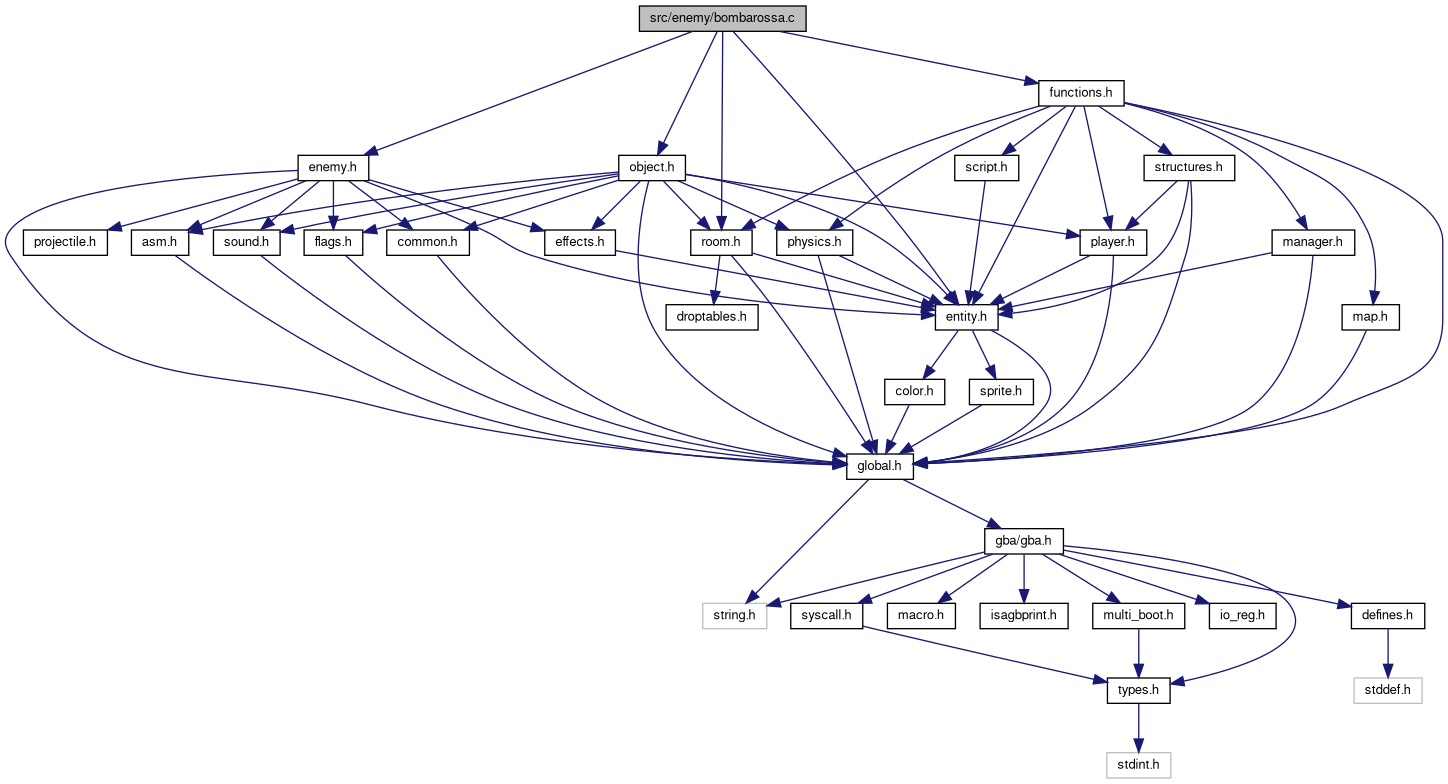 src/enemy/bombarossa.c
functions.h
enemy.h
object.h
script.h
structures.h
projectile.h
asm.h
sound.h
flags.h
common.h
effects.h
room.h
physics.h
player.h
manager.h
droptables.h
entity.h
map.h
color.h
sprite.h
global.h
gba/gba.h
string.h
syscall.h
macro.h
isagbprint.h
multi_boot.h
io_reg.h
defines.h
types.h
stddef.h
stdint.h